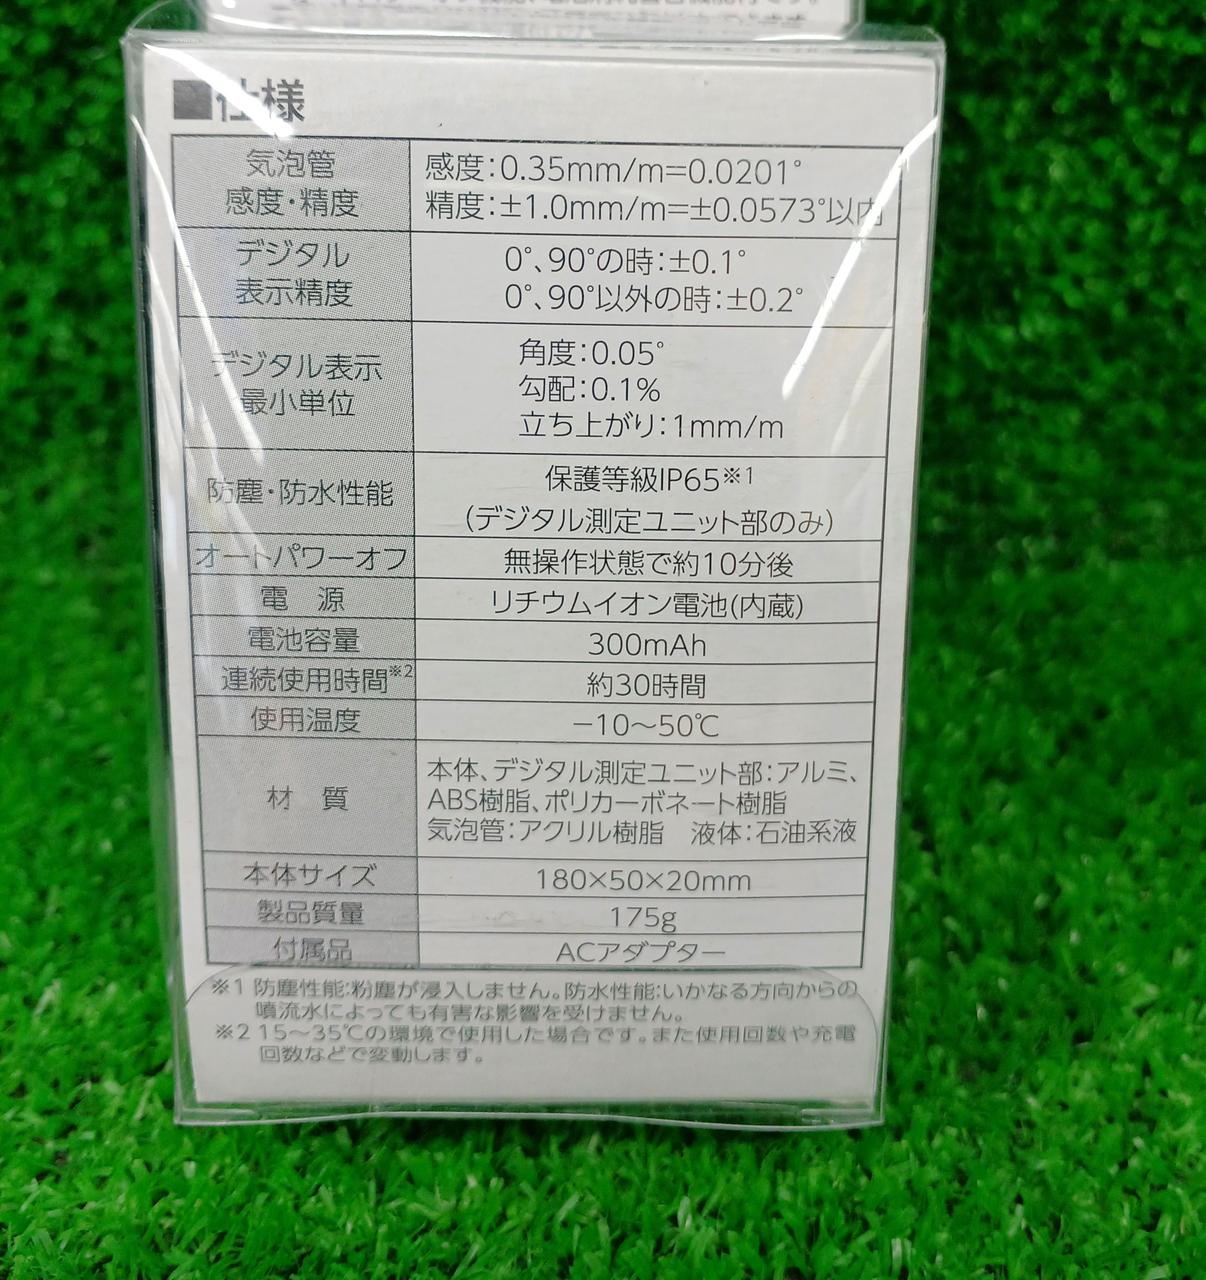 ■仕様
気泡管
感度・精度
感度：0.35mm/m=0.0201°
精度：±1.0mm/m=±0.0573°以内
デジタル
表示精度
0°、90°の時：±0.1°
0°、90°以外の時：±0.2°
デジタル表示
最小単位
角度：0.05°
勾配：0.1%
立ち上がり：1mm/m
防塵・防水性能
保護等級IP65※1
（デジタル測定ユニット部のみ）
オートパワーオフ
無操作状態で約10分後
電　源
リチウムイオン電池(内蔵)
電池容量
300mAh
連続使用時間※2
約30時間
使用温度
−10〜50℃
材　質
本体、デジタル測定ユニット部：アルミ、
ABS樹脂、ポリカーボネート樹脂
気泡管：アクリル樹脂　液体：石油系液
本体サイズ
180×50×20mm
製品質量
175g
付属品
ACアダプター
※1 防塵性能：粉塵が浸入しません。防水性能：いかなる方向からの
噴流水によっても有害な影響を受けません。
※2 15〜35℃の環境で使用した場合です。また使用回数や充電
回数などで変動します。